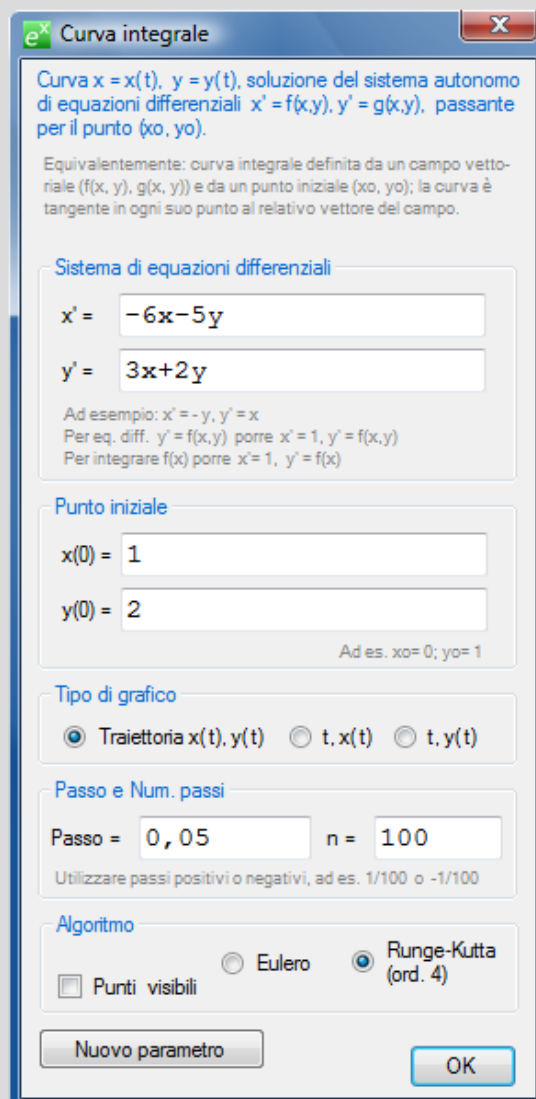 eˣ Curva integrale X
Curva x = x(t), y = y(t), soluzione del sistema autonomo
di equazioni differenziali x' = f(x,y), y' = g(x,y), passante
per il punto (xo, yo).
Equivalentemente: curva integrale definita da un campo vetto-
riale (f(x, y), g(x, y)) e da un punto iniziale (xo, yo); la curva è
tangente in ogni suo punto al relativo vettore del campo.
Sistema di equazioni differenziali
x' = -6x-5y
y' = 3x+2y
Ad esempio: x' = - y, y' = x
Per eq. diff. y' = f(x,y) porre x' = 1, y' = f(x,y)
Per integrare f(x) porre x'= 1, y' = f(x)
Punto iniziale
x(0) = 1
y(0) = 2
Ad es. xo= 0; yo= 1
Tipo di grafico
Traiettoria x(t), y(t) t, x(t) t, y(t)
Passo e Num. passi
Passo = 0,05 n = 100
Utilizzare passi positivi o negativi, ad es. 1/100 o -1/100
Algoritmo
Punti visibili Eulero Runge-Kutta
(ord. 4)
Nuovo parametro OK